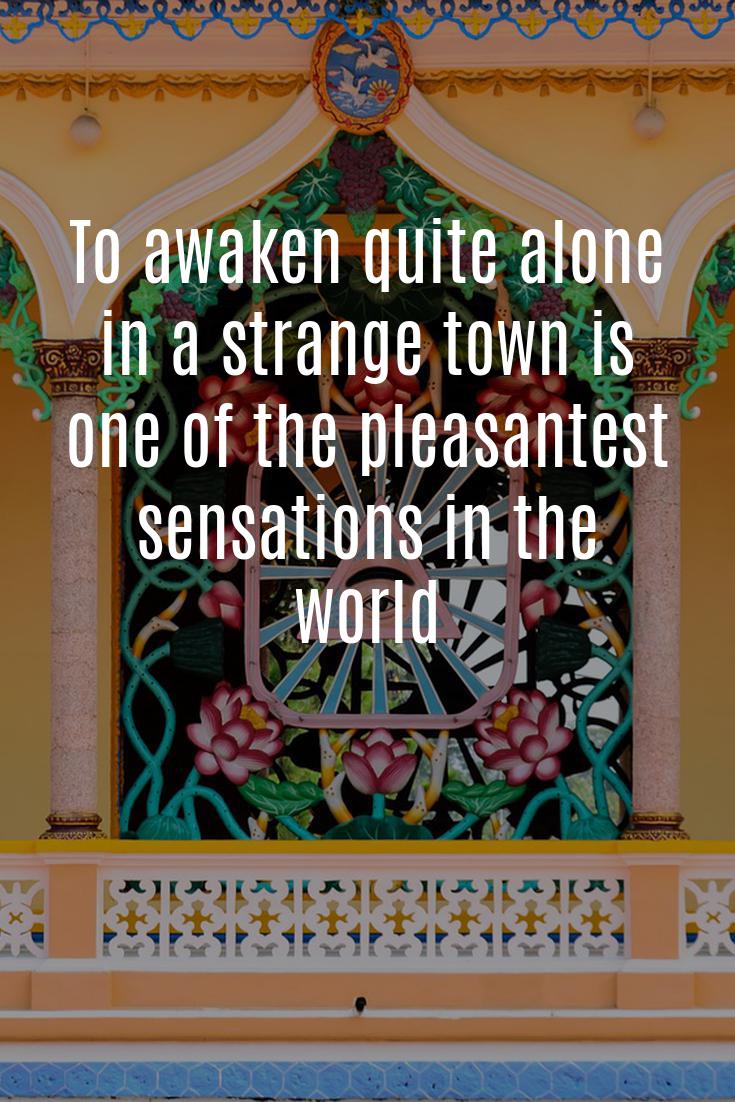 To awaken quite alone
in a strange town is
one of the pleasantest
sensations in the
world